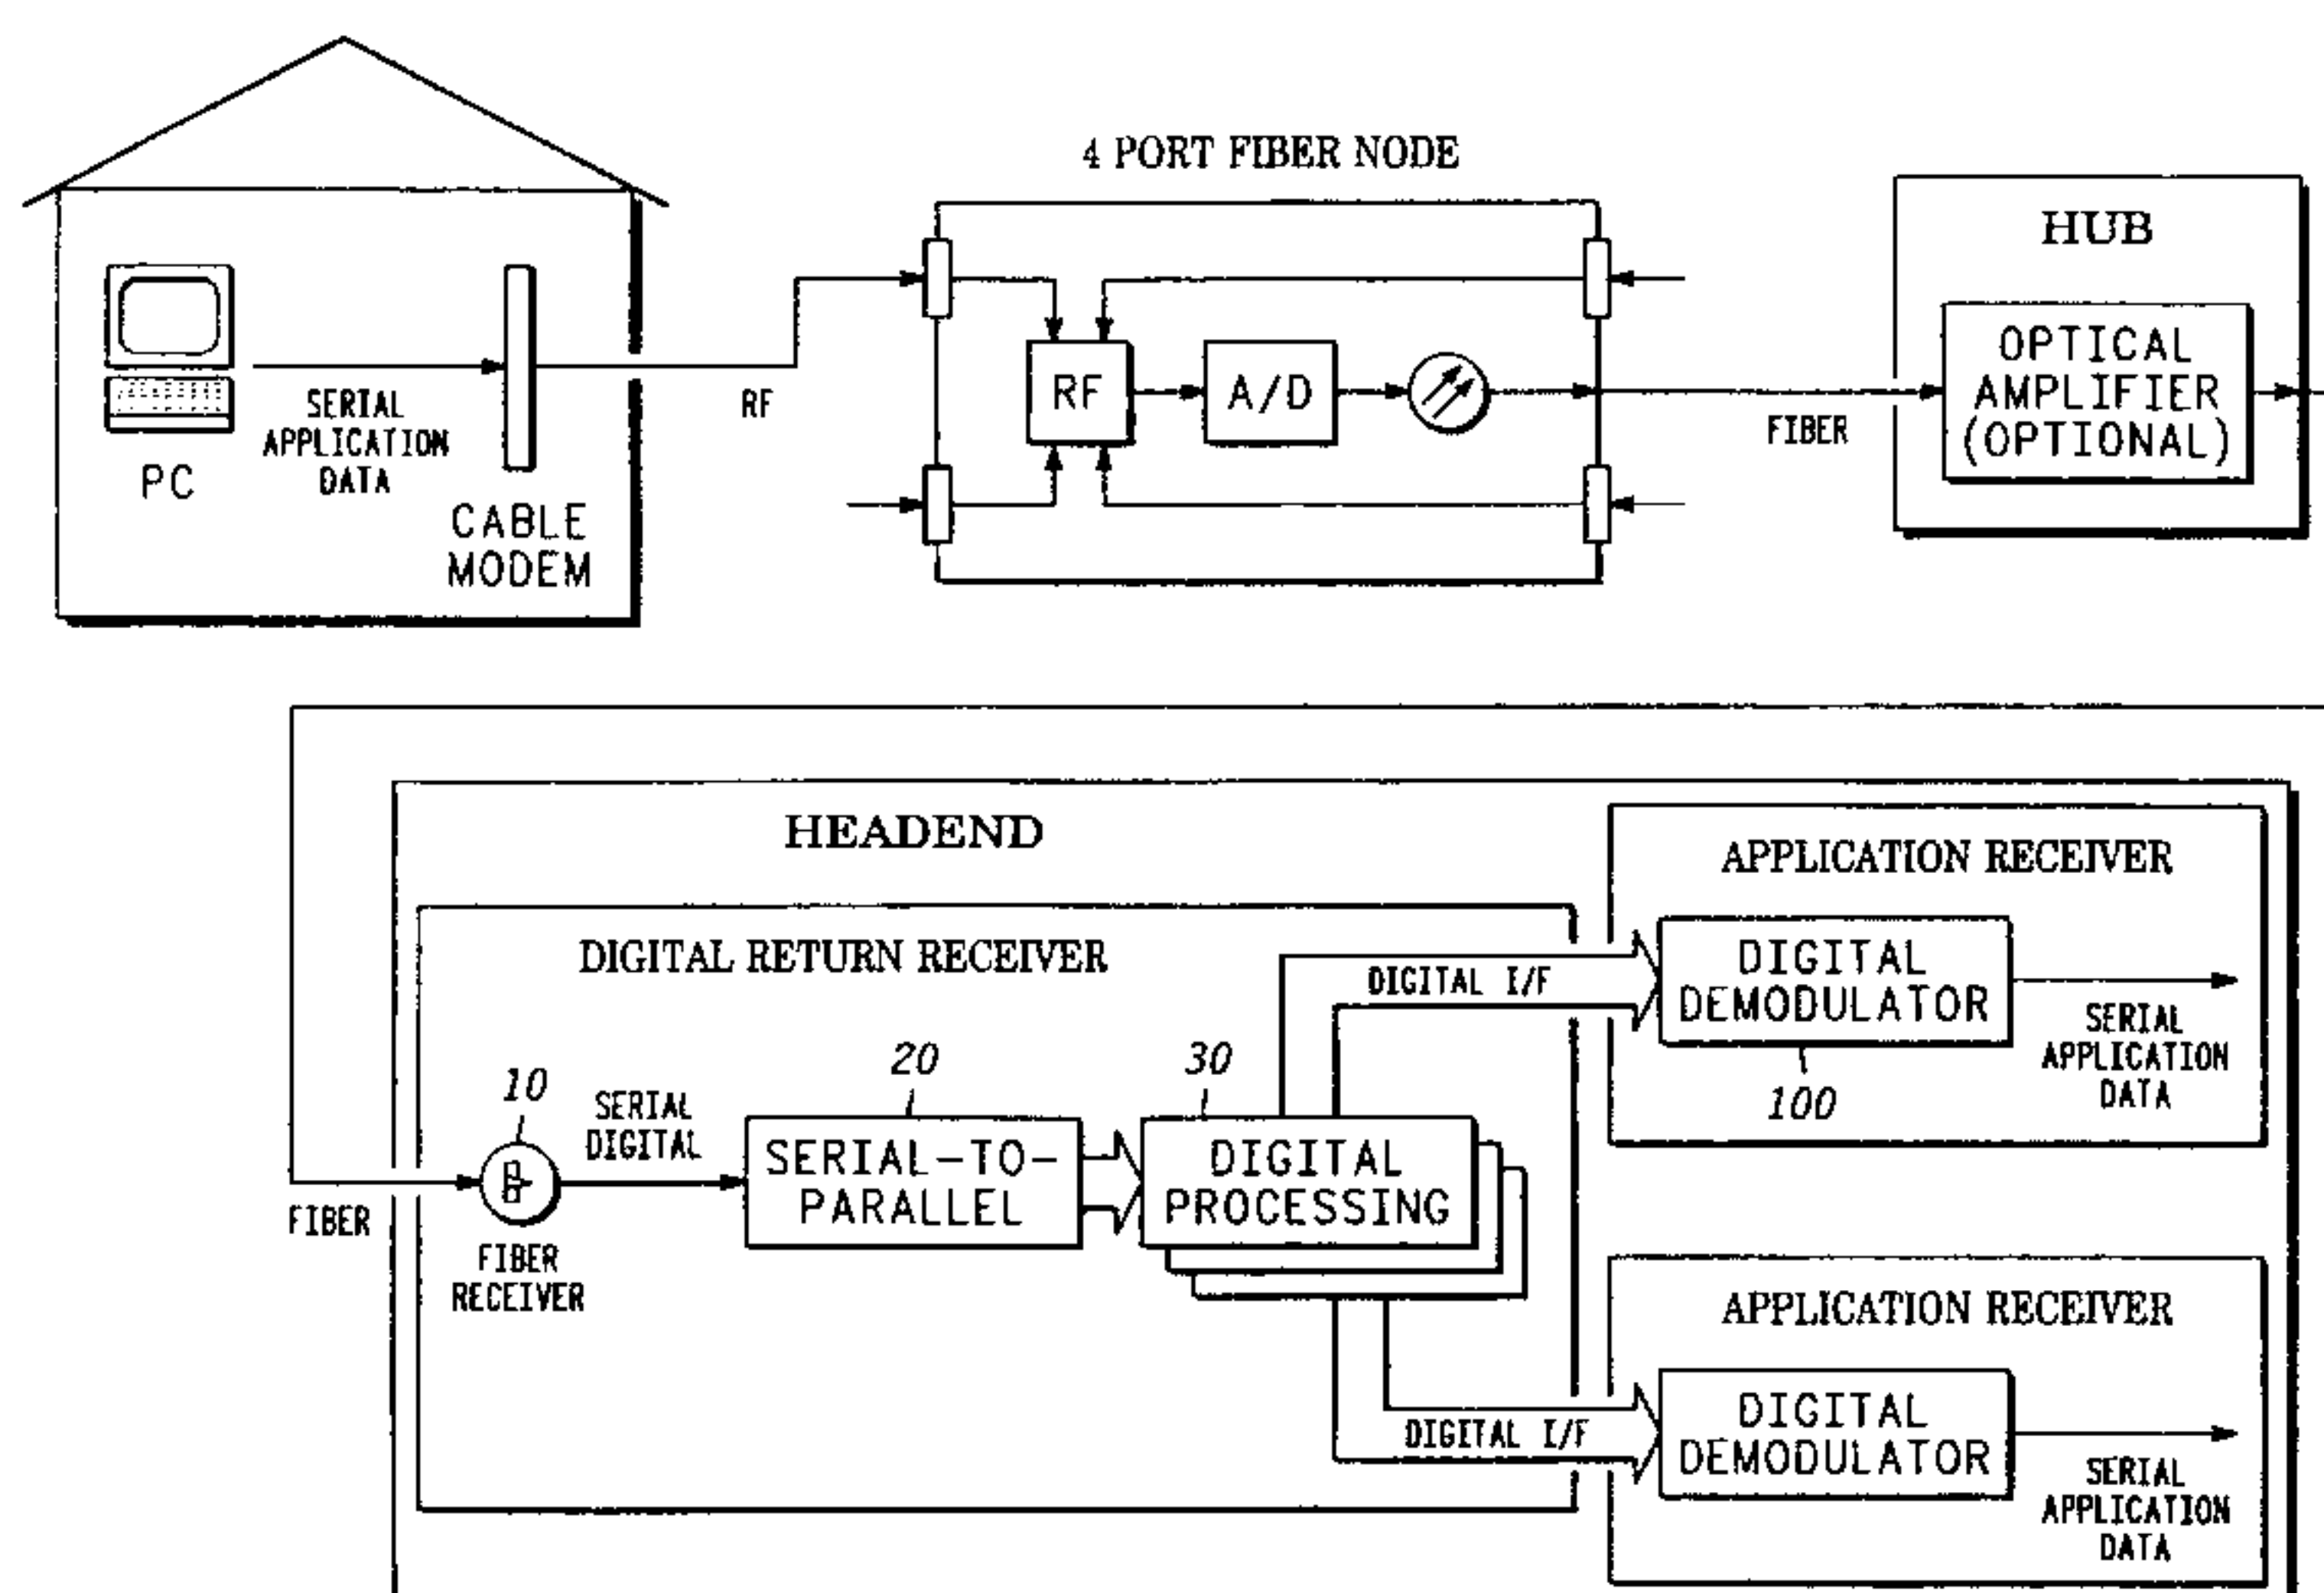 4 PORT FIBER NODE
HUB
PC
SERIAL
APPLICATION
DATA
CABLE
MODEM
RF
RF
A/D
FIBER
OPTICAL
AMPLIFIER
(OPTIONAL)
HEADEND
DIGITAL RETURN RECEIVER
FIBER
10
FIBER
RECEIVER
SERIAL
DIGITAL
20
SERIAL-TO-
PARALLEL
30
DIGITAL
PROCESSING
DIGITAL I/F
APPLICATION RECEIVER
DIGITAL
DEMODULATOR
100
SERIAL
APPLICATION
DATA
DIGITAL I/F
APPLICATION RECEIVER
DIGITAL
DEMODULATOR
SERIAL
APPLICATION
DATA